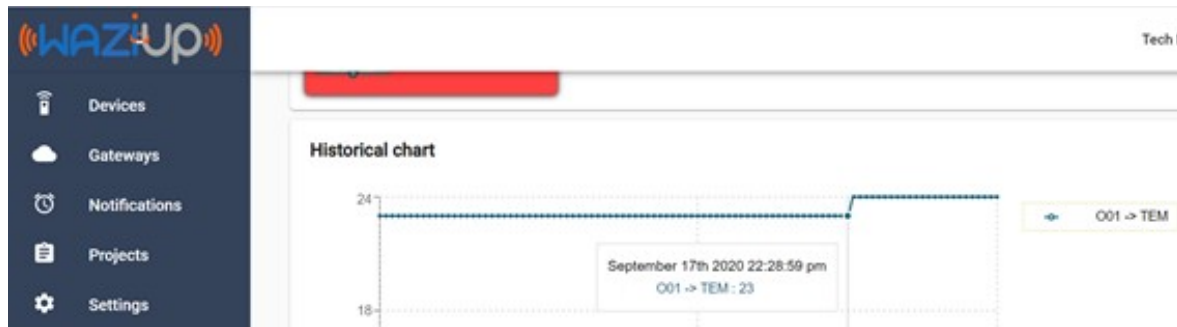 WAZIUP
Tech
Devices
Gateways
Notifications
Projects
Settings
Historical chart
24
18
September 17th 2020 22:28:59 pm
O01 -> TEM : 23
O01 -> TEM